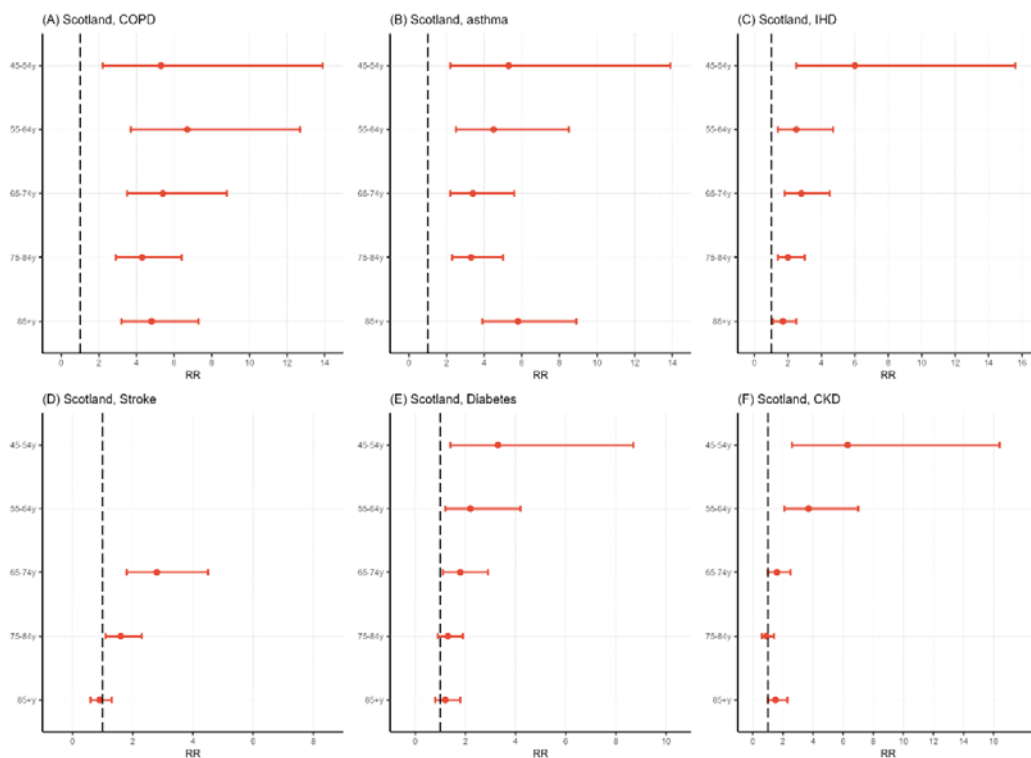 (A) Scotland, COPD
45-54y
55-64y
65-74y
75-84y
85+y
0 2 4 6 8 10 12 14
RR
(B) Scotland, asthma
45-54y
55-64y
65-74y
75-84y
85+y
0 2 4 6 8 10 12 14
RR
(C) Scotland, IHD
45-54y
55-64y
65-74y
75-84y
85+y
0 2 4 6 8 10 12 14 16
RR
(D) Scotland, Stroke
45-54y
55-64y
65-74y
75-84y
85+y
0 2 4 6 8
RR
(E) Scotland, Diabetes
45-54y
55-64y
65-74y
75-84y
85+y
0 2 4 6 8 10
RR
(F) Scotland, CKD
45-54y
55-64y
65-74y
75-84y
85+y
0 2 4 6 8 10 12 14 16
RR